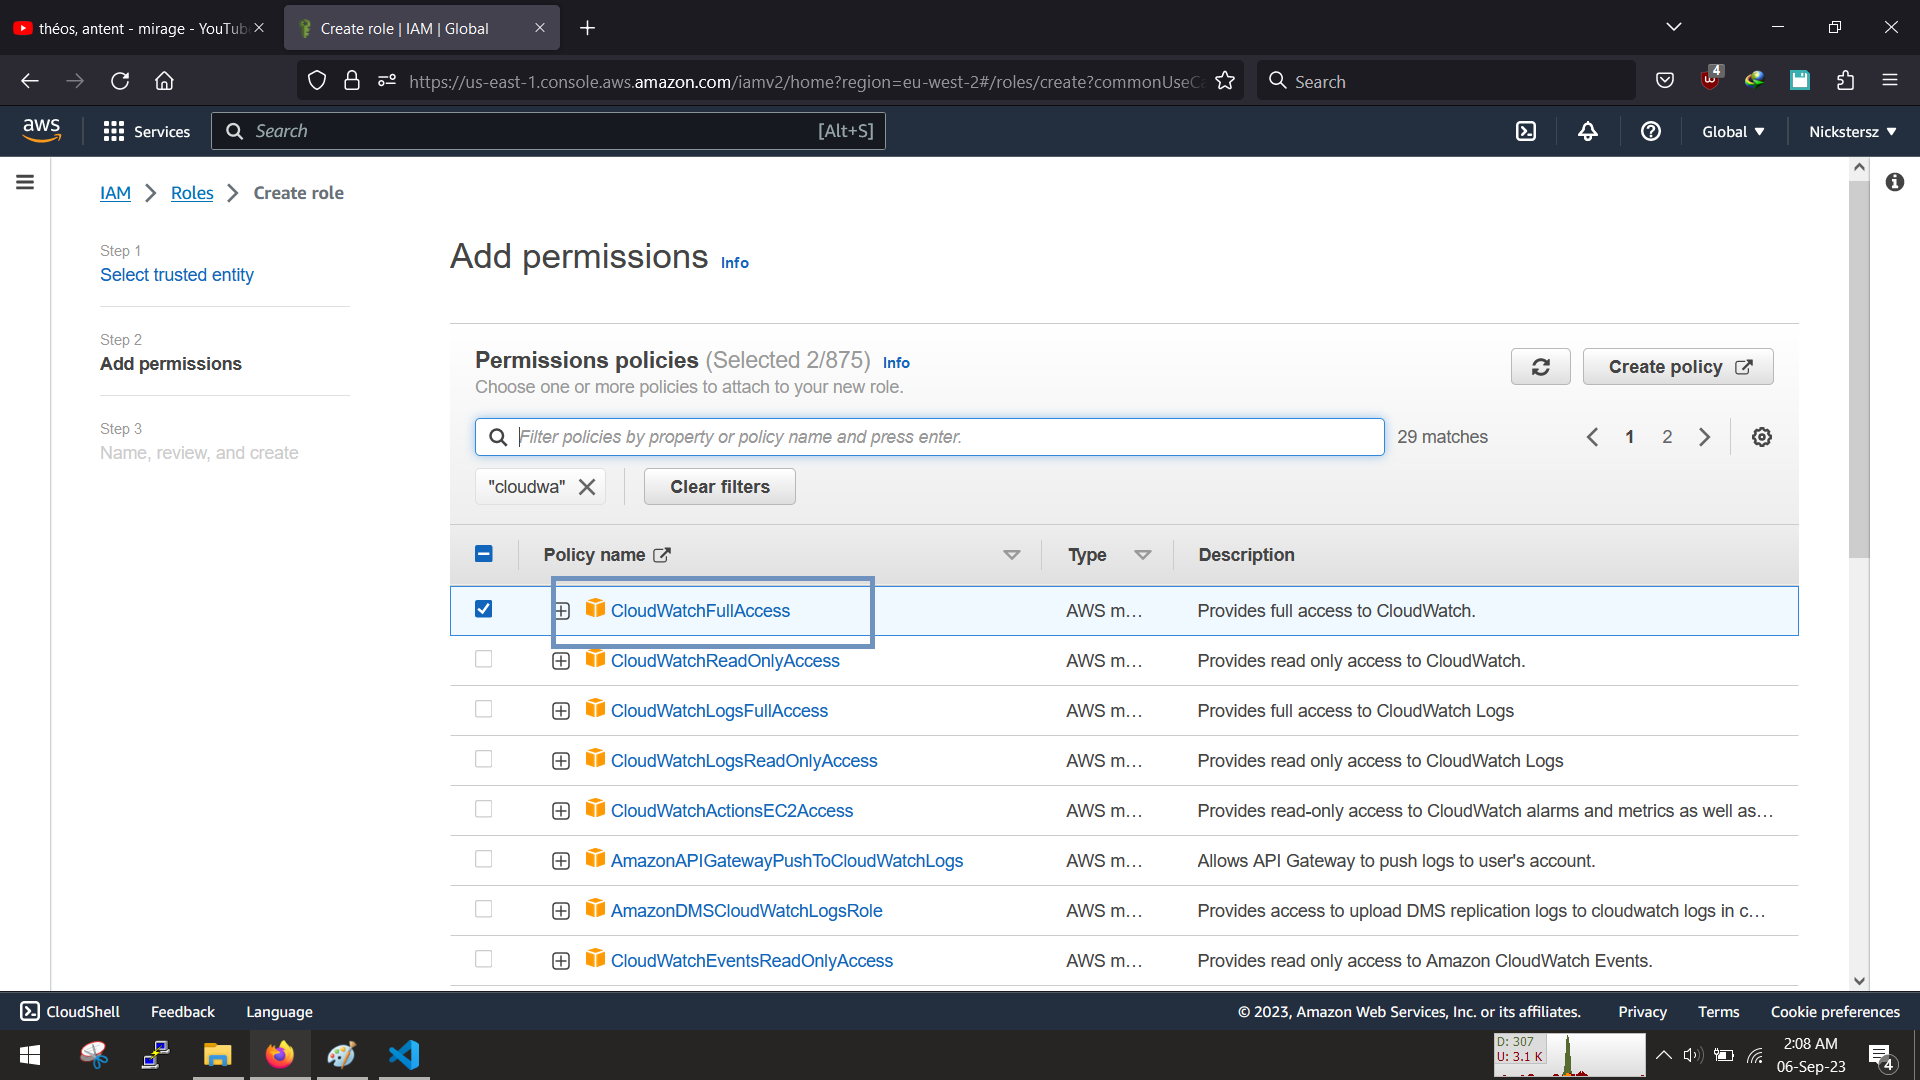 théos, antent - mirage - YouTub
Create role | IAM | Global
https://us-east-1.console.aws.amazon.com/iamv2/home?region=eu-west-2#/roles/create?commonUseCa
Search
4
aws
Services
Search
[Alt+S]
Global
Nickstersz
IAM
Roles
Create role
Step 1
Select trusted entity
Step 2
Add permissions
Step 3
Name, review, and create
Add permissions Info
Permissions policies (Selected 2/875) Info
Choose one or more policies to attach to your new role.
Create policy
Filter policies by property or policy name and press enter.
29 matches
1 2
"cloudwa"
Clear filters
Policy name
Type
Description
CloudWatchFullAccess AWS m… Provides full access to CloudWatch.
CloudWatchReadOnlyAccess AWS m… Provides read only access to CloudWatch.
CloudWatchLogsFullAccess AWS m… Provides full access to CloudWatch Logs
CloudWatchLogsReadOnlyAccess AWS m… Provides read only access to CloudWatch Logs
CloudWatchActionsEC2Access AWS m… Provides read-only access to CloudWatch alarms and metrics as well as…
AmazonAPIGatewayPushToCloudWatchLogs AWS m… Allows API Gateway to push logs to user's account.
AmazonDMSCloudWatchLogsRole AWS m… Provides access to upload DMS replication logs to cloudwatch logs in c…
CloudWatchEventsReadOnlyAccess AWS m… Provides read only access to Amazon CloudWatch Events.
CloudShell
Feedback
Language
© 2023, Amazon Web Services, Inc. or its affiliates.
Privacy
Terms
Cookie preferences
D: 307
U: 3.1 K
2:08 AM
06-Sep-23
4